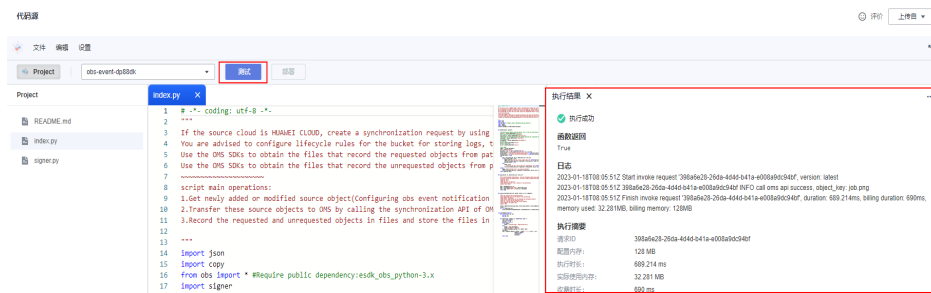 代码源
评价
上传自
文件 编辑 设置
Project
obs-event-dp88dk
测试
部署
Project
index.py
README.md
index.py
signer.py
1 # -*- coding: utf-8 -*-
2 """
3 If the source cloud is HUAWEI CLOUD, create a synchronization request by using
4 You are advised to configure lifecycle rules for the bucket for storing logs, t
5 Use the OMS SDKs to obtain the files that record the requested objects from pat
6 Use the OMS SDKs to obtain the files that record the unrequested objects from p
7 ~~~~~~~~~~~~~~~~~~~~~
8 script main operations:
9 1.Get newly added or modified source object(Configuring obs event notification
10 2.Transfer these source objects to OMS by calling the synchronization API of OM
11 3.Record the requested and unrequested objects in files and store the files in
12
13 """
14 import json
15 import copy
16 from obs import * #Require public dependency:esdk_obs_python-3.x
17 import signer
执行结果 X
执行成功
函数返回
True
日志
2023-01-18T08:05:51Z Start invoke request '398a6e28-26da-4d4d-b41a-e008a9dc94bf', version: latest
2023-01-18T08:05:51Z 398a6e28-26da-4d4d-b41a-e008a9dc94bf INFO call oms api success, object_key: job.png
2023-01-18T08:05:51Z Finish invoke request '398a6e28-26da-4d4d-b41a-e008a9dc94bf', duration: 689.214ms, billing duration: 690ms,
memory used: 32.281MB, billing memory: 128MB
执行摘要
请求ID 398a6e28-26da-4d4d-b41a-e008a9dc94bf
配置内存: 128 MB
执行时长: 689.214 ms
实际使用内存: 32.281 MB
收费时长: 690 ms